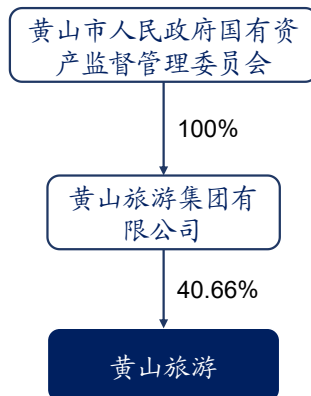 黄山市人民政府国有资
产监督管理委员会
100%
黄山旅游集团有
限公司
40.66%
黄山旅游